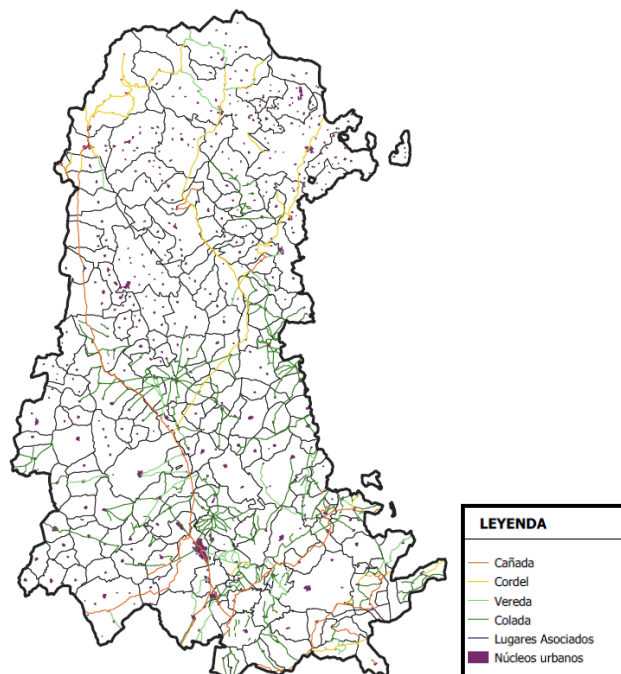 LEYENDA
Cañada
Cordel
Vereda
Colada
Lugares Asociados
Núcleos urbanos